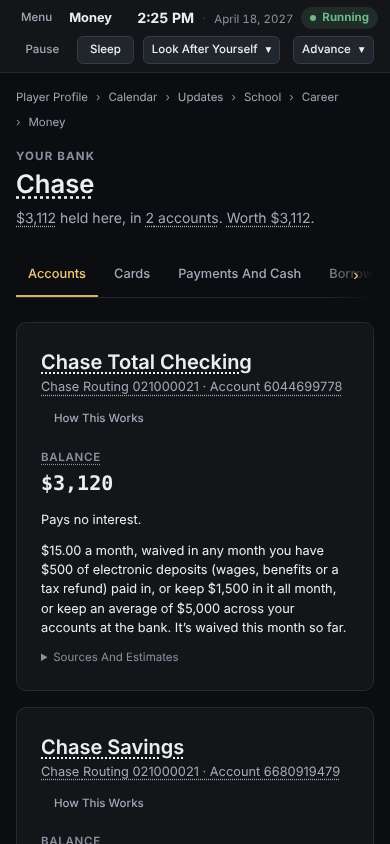 Menu Money 2:25 PM · April 18, 2027 Running
Pause Sleep Look After Yourself ▾ Advance ▾
Player Profile › Calendar › Updates › School › Career
› Money
YOUR BANK
Chase
$3,112 held here, in 2 accounts. Worth $3,112.
Accounts Cards Payments And Cash Borrow ›
Chase Total Checking
Chase Routing 021000021 · Account 6044699778
How This Works
BALANCE
$3,120
Pays no interest.
$15.00 a month, waived in any month you have
$500 of electronic deposits (wages, benefits or a
tax refund) paid in, or keep $1,500 in it all month,
or keep an average of $5,000 across your
accounts at the bank. It’s waived this month so far.
▶ Sources And Estimates
Chase Savings
Chase Routing 021000021 · Account 6680919479
How This Works
BALANCE